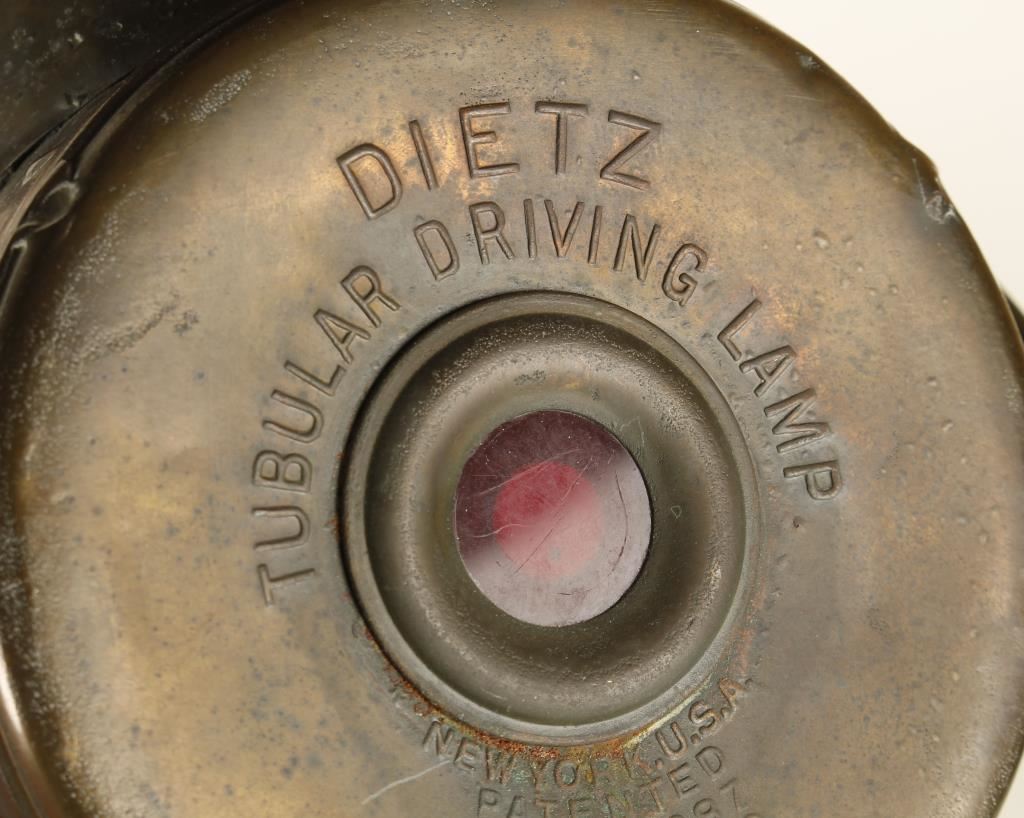 DIETZ
TUBULAR DRIVING LAMP
NEW YORK. U.S.A
PATENTED